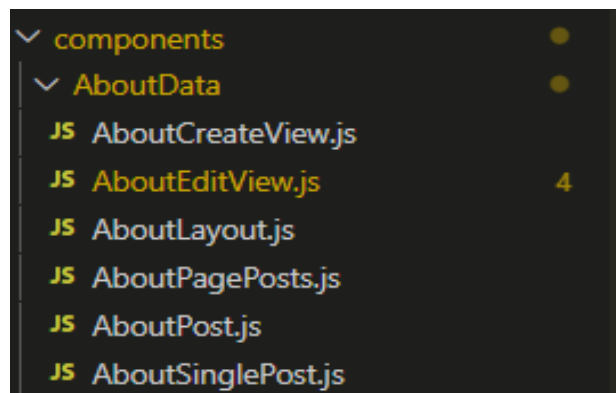 components
AboutData
JS AboutCreateView.js
JS AboutEditView.js 4
JS AboutLayout.js
JS AboutPagePosts.js
JS AboutPost.js
JS AboutSinglePost.js